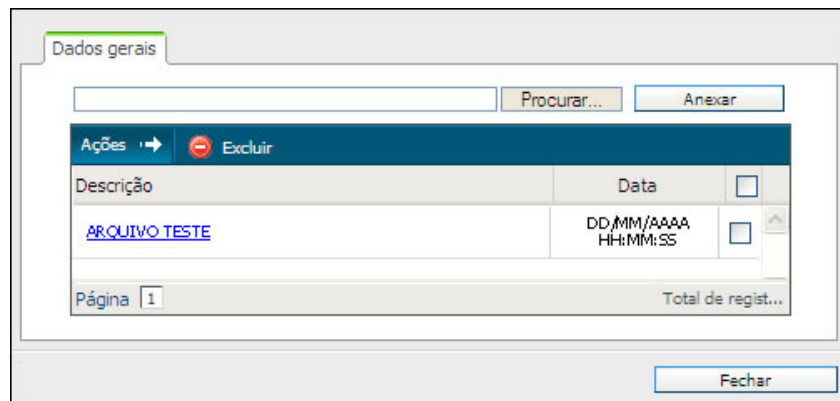 Dados gerais
Procurar... Anexar
Ações Excluir
Descrição Data
ARQUIVO TESTE DD/MM/AAAA
HH:MM:SS
Página 1 Total de regist...
Fechar